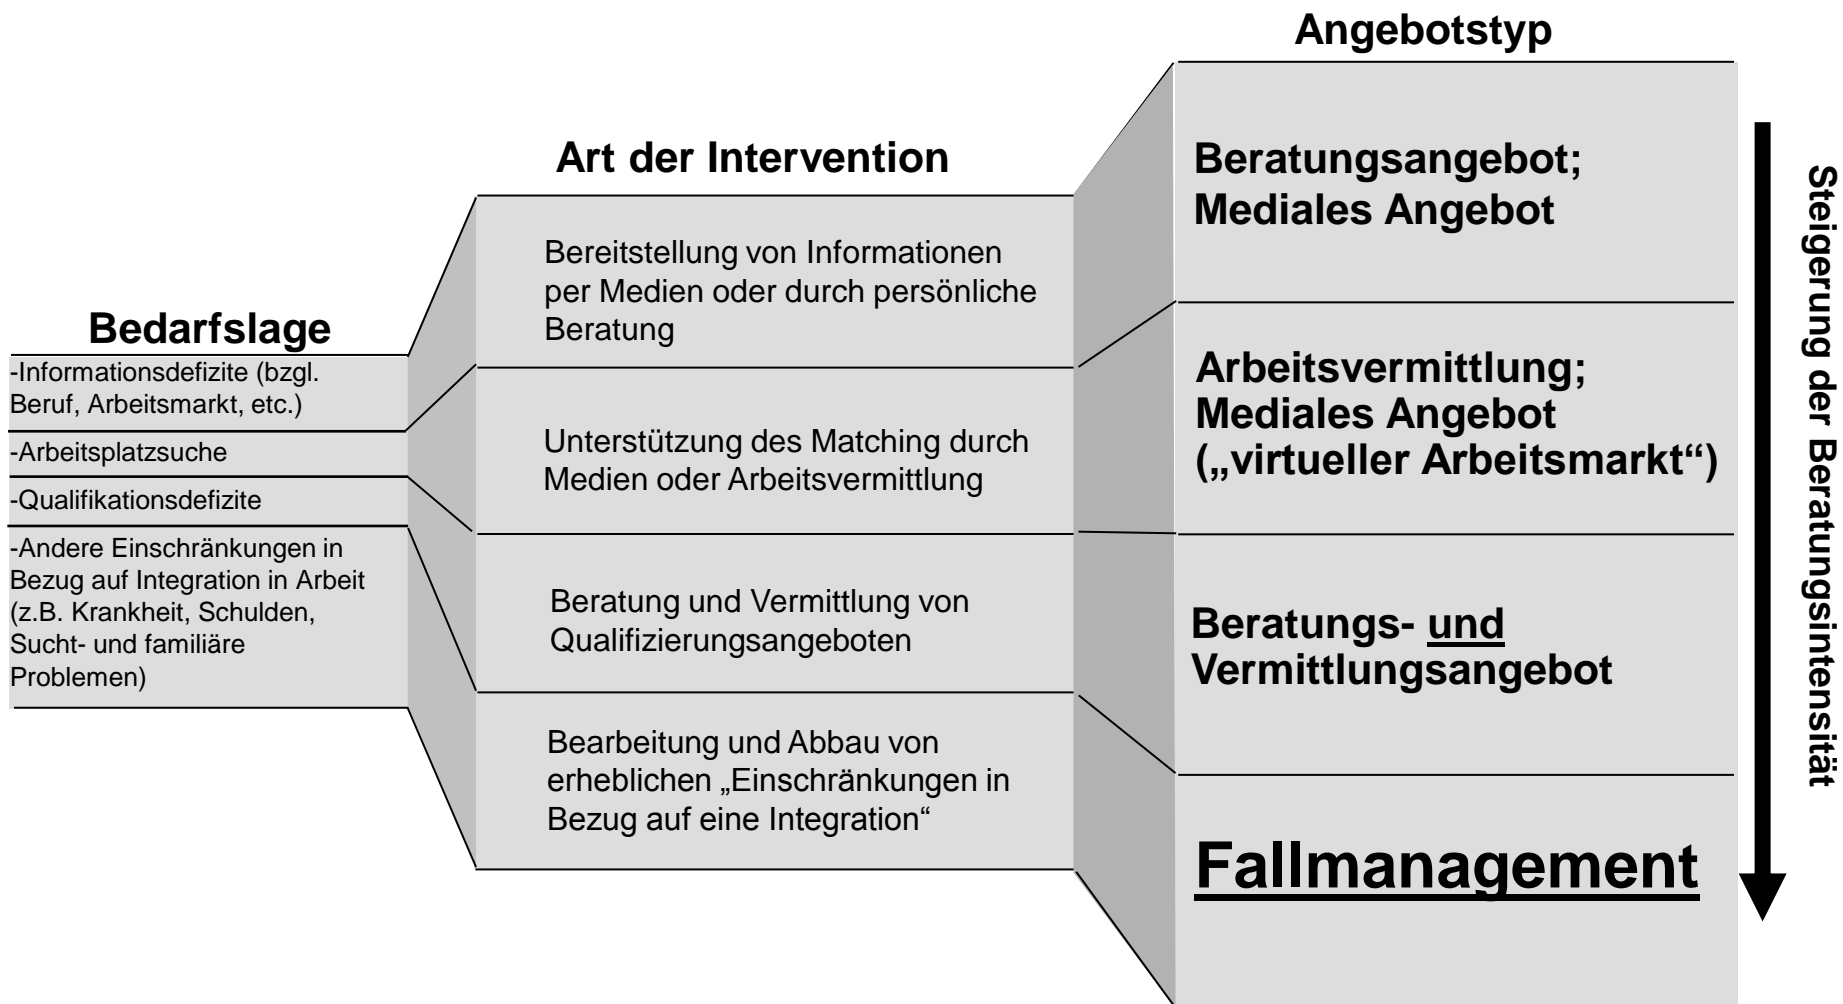 Bedarfslage
-Informationsdefizite (bzgl.
Beruf, Arbeitsmarkt, etc.)
-Arbeitsplatzsuche
-Qualifikationsdefizite
-Andere Einschränkungen in
Bezug auf Integration in Arbeit
(z.B. Krankheit, Schulden,
Sucht- und familiäre
Problemen)
Art der Intervention
Bereitstellung von Informationen
per Medien oder durch persönliche
Beratung
Unterstützung des Matching durch
Medien oder Arbeitsvermittlung
Beratung und Vermittlung von
Qualifizierungsangeboten
Bearbeitung und Abbau von
erheblichen „Einschränkungen in
Bezug auf eine Integration“
Angebotstyp
Beratungsangebot;
Mediales Angebot
Arbeitsvermittlung;
Mediales Angebot
(„virtueller Arbeitsmarkt“)
Beratungs- und
Vermittlungsangebot
Fallmanagement
Steigerung der Beratungsintensität